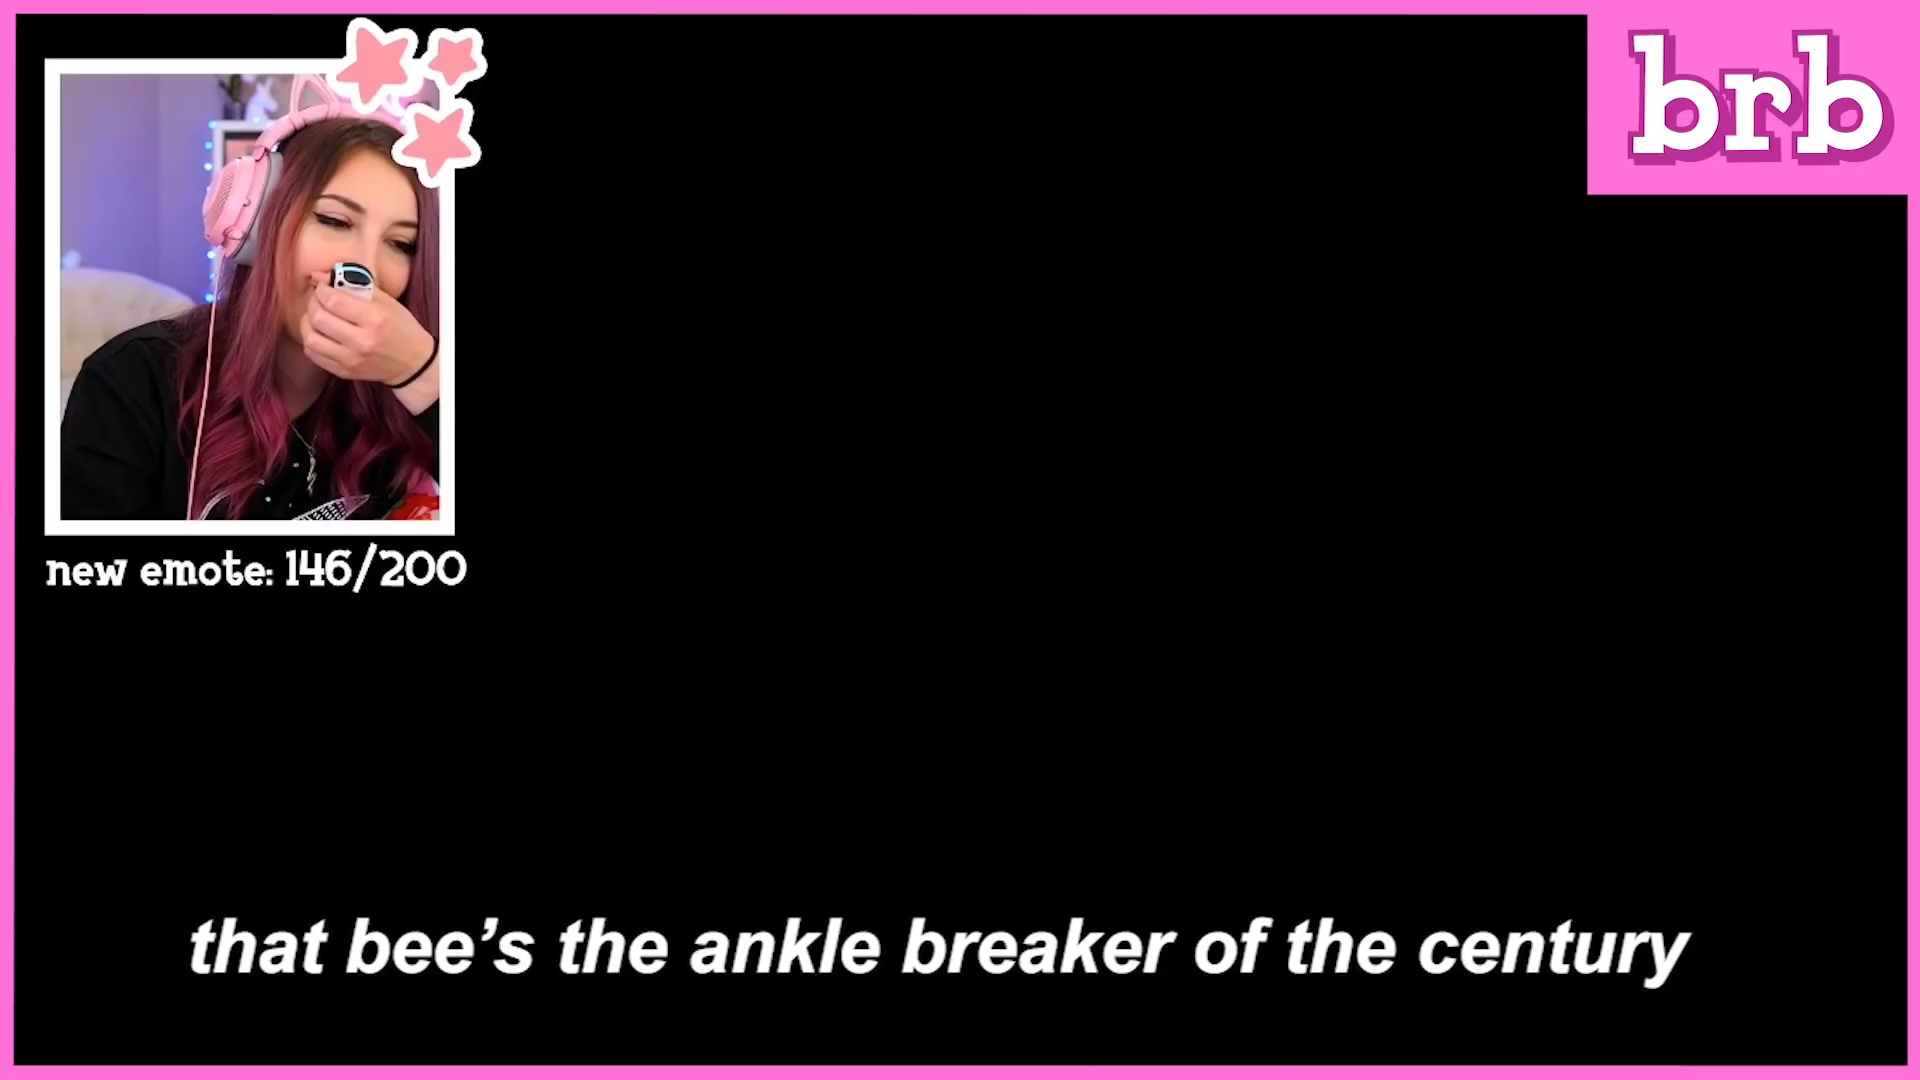 brb
new emote: 146/200
that bee’s the ankle breaker of the century